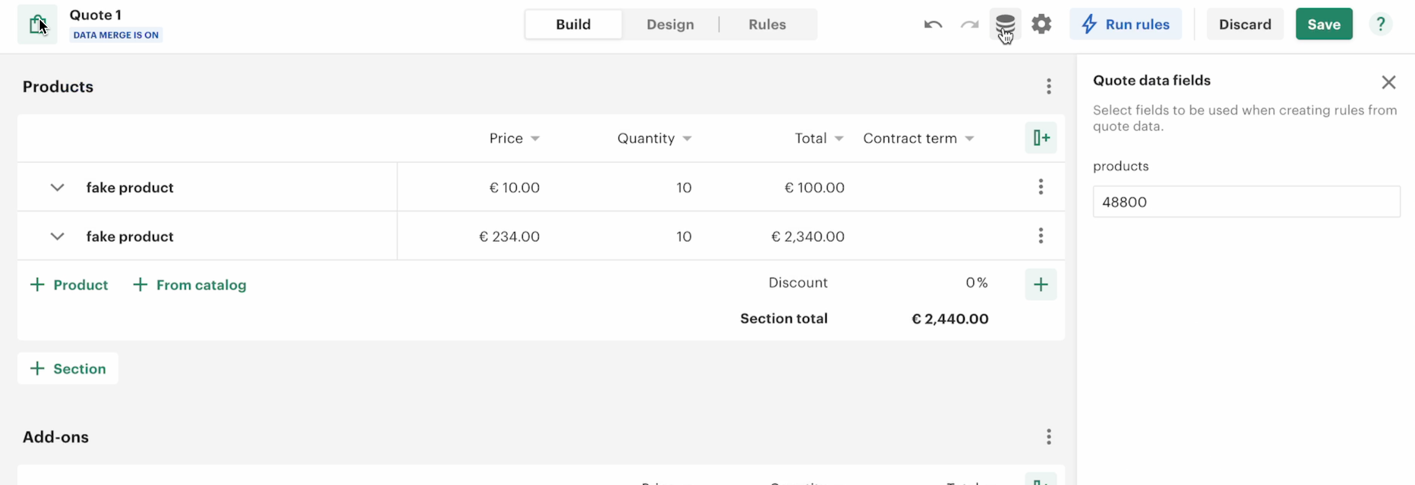 Quote 1
DATA MERGE IS ON
Build Design Rules
Run rules Discard Save ?
Products
Price Quantity Total Contract term
fake product € 10.00 10 € 100.00
fake product € 234.00 10 € 2,340.00
+ Product + From catalog
Discount 0%
Section total € 2,440.00
+ Section
Add-ons
Quote data fields
Select fields to be used when creating rules from
quote data.
products
48800